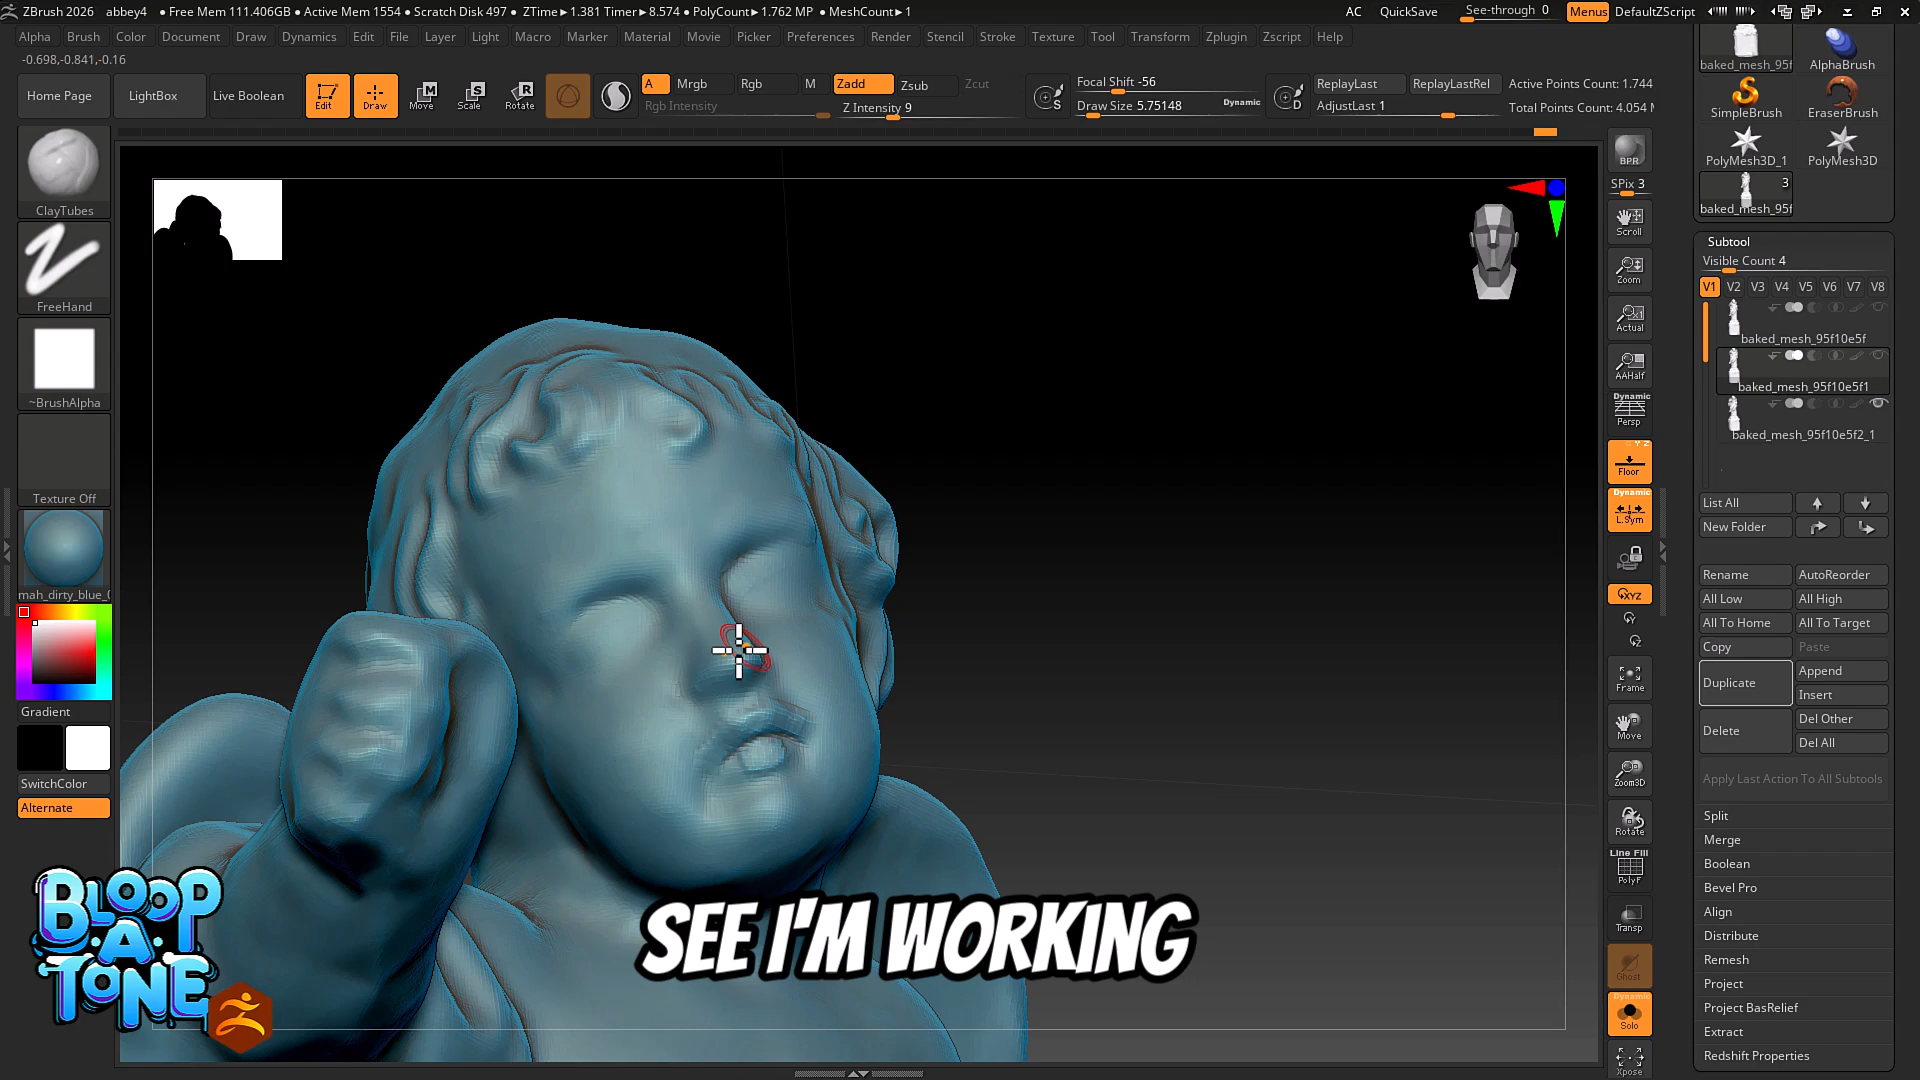 ZBrush 2026 abbey4 • Free Mem 111.406GB • Active Mem 1554 • Scratch Disk 497 • ZTime▸1.381 Timer▸8.574 • PolyCount▸1.762 MP • MeshCount▸1 AC QuickSave See-through 0 Menus DefaultZScript
Alpha Brush Color Document Draw Dynamics Edit File Layer Light Macro Marker Material Movie Picker Preferences Render Stencil Stroke Texture Tool Transform Zplugin Zscript Help
-0.698,-0.841,-0.16
Home Page LightBox Live Boolean Edit Draw Move Scale Rotate
A Mrgb Rgb M Zadd Zsub Zcut
Rgb Intensity Z Intensity 9
Focal Shift -56
Draw Size 5.75148 Dynamic
ReplayLast ReplayLastRel
AdjustLast 1
Active Points Count: 1.744
Total Points Count: 4.054 M
ClayTubes
FreeHand
~BrushAlpha
Texture Off
mah_dirty_blue_0
Gradient
SwitchColor
Alternate
BLOOP
·A·
TONE
SEE I'M WORKING
BPR
SPix 3
Scroll
Zoom
Actual
AAHalf
Dynamic
Persp
Floor
Dynamic
L.Sym
XYZ
Frame
Move
Zoom3D
Rotate
Line Fill
PolyF
Transp
Ghost
Dynamic
Solo
Xpose
baked_mesh_95f AlphaBrush
SimpleBrush EraserBrush
PolyMesh3D_1 PolyMesh3D
3
baked_mesh_95f
Subtool
Visible Count 4
V1 V2 V3 V4 V5 V6 V7 V8
baked_mesh_95f10e5f
baked_mesh_95f10e5f1
baked_mesh_95f10e5f2_1
List All
New Folder
Rename AutoReorder
All Low All High
All To Home All To Target
Copy Paste
Duplicate Append
Insert
Delete Del Other
Del All
Apply Last Action To All Subtools
Split
Merge
Boolean
Bevel Pro
Align
Distribute
Remesh
Project
Project BasRelief
Extract
Redshift Properties